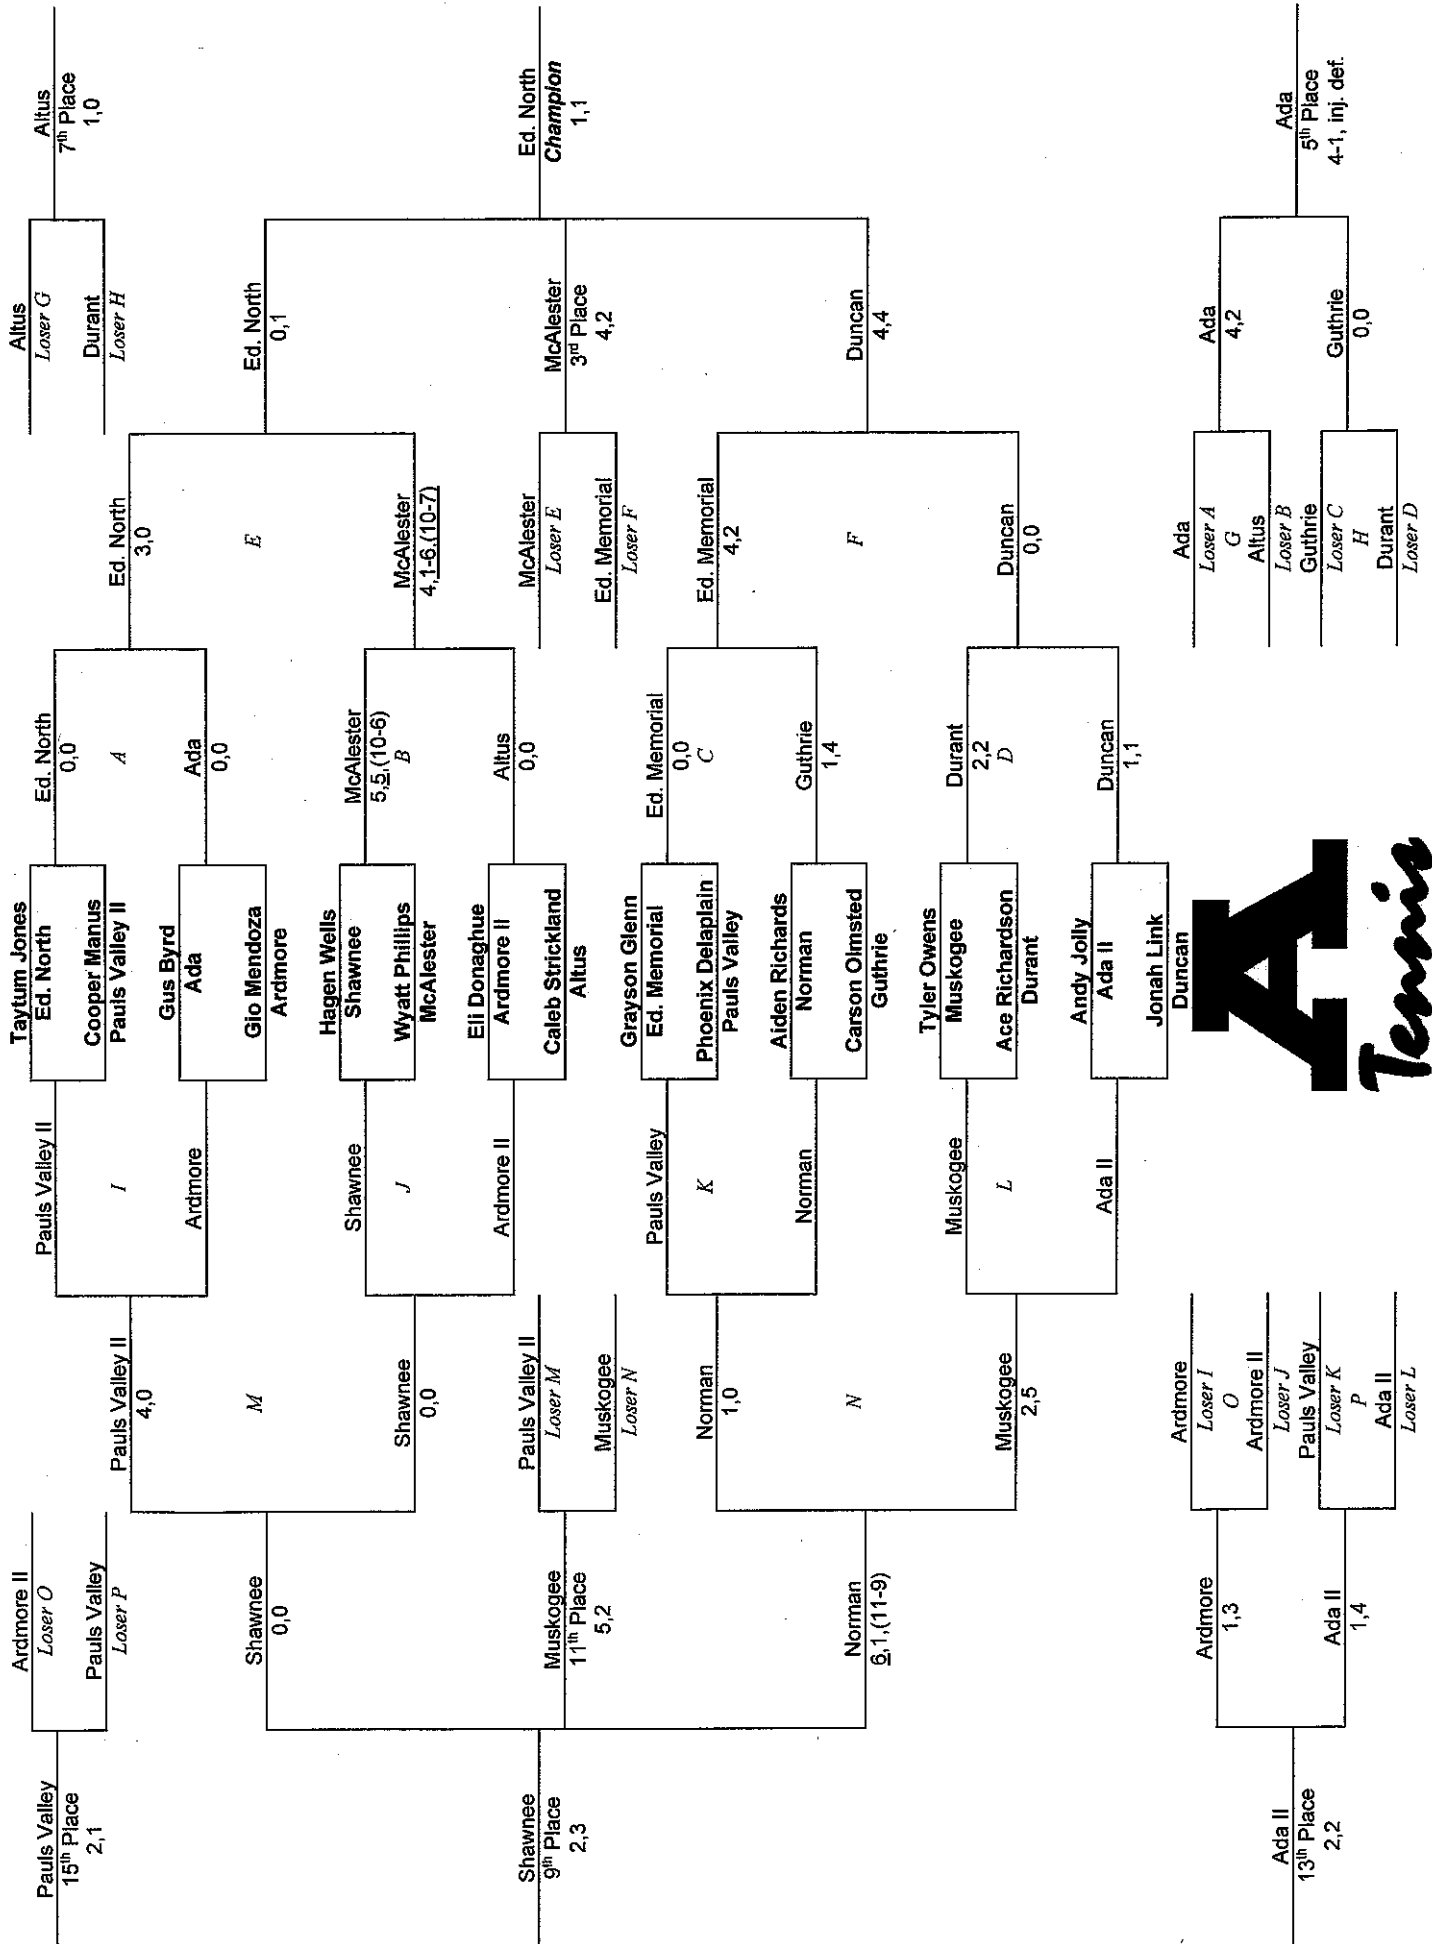 Pauls Valley
15th Place
2,1
Ardmore II
Loser O
Pauls Valley
Loser P
Shawnee
9th Place
2,3
Shawnee
0,0
Muskogee
11th Place
5,2
Norman
6,1,(11-9)
Pauls Valley II
4,0
M
Shawnee
0,0
Pauls Valley II
Loser M
Muskogee
Loser N
Norman
1,0
N
Muskogee
2,5
Pauls Valley II
I
Ardmore
Shawnee
J
Ardmore II
Pauls Valley
K
Norman
Muskogee
L
Ada II
Ada II
13th Place
2,2
Ardmore
1,3
Ada II
1,4
Ardmore
Loser I
O
Ardmore II
Loser J
Pauls Valley
Loser K
P
Ada II
Loser L
Taytum Jones
Ed. North
Cooper Manus
Pauls Valley II
Gus Byrd
Ada
Gio Mendoza
Ardmore
Hagen Wells
Shawnee
Wyatt Phillips
McAlester
Eli Donaghue
Ardmore II
Caleb Strickland
Altus
Grayson Glenn
Ed. Memorial
Phoenix Delaplain
Pauls Valley
Aiden Richards
Norman
Carson Olmsted
Guthrie
Tyler Owens
Muskogee
Ace Richardson
Durant
Andy Jolly
Ada II
Jonah Link
Duncan
A
Tennis
Ed. North
0,0
A
Ada
0,0
McAlester
5,5,(10-6)
B
Altus
0,0
Ed. Memorial
0,0
C
Guthrie
1,4
Durant
2,2
D
Duncan
1,1
Ed. North
3,0
E
McAlester
4,1-6,(10-7)
McAlester
Loser E
Ed. Memorial
Loser F
Ed. Memorial
4,2
F
Duncan
0,0
Ada
Loser A
G
Altus
Loser B
Guthrie
Loser C
H
Durant
Loser D
Altus
Loser G
Durant
Loser H
Ed. North
0,1
McAlester
3rd Place
4,2
Duncan
4,4
Ada
4,2
Guthrie
0,0
Altus
7th Place
1,0
Ed. North
Champion
1,1
Ada
5th Place
4-1, inj. def.